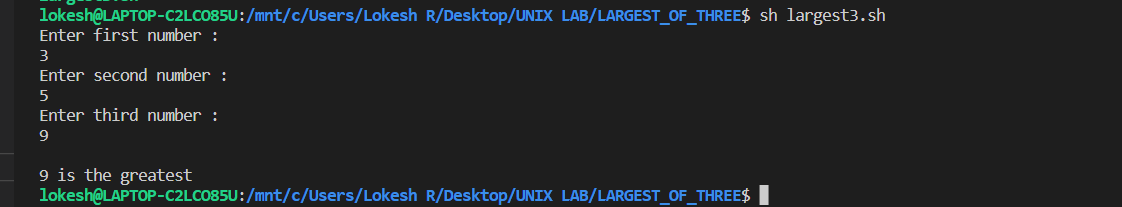 lokesh@LAPTOP-C2LCO85U:/mnt/c/Users/Lokesh R/Desktop/UNIX LAB/LARGEST_OF_THREE$ sh largest3.sh
Enter first number :
3
Enter second number :
5
Enter third number :
9
9 is the greatest
lokesh@LAPTOP-C2LCO85U:/mnt/c/Users/Lokesh R/Desktop/UNIX LAB/LARGEST_OF_THREE$